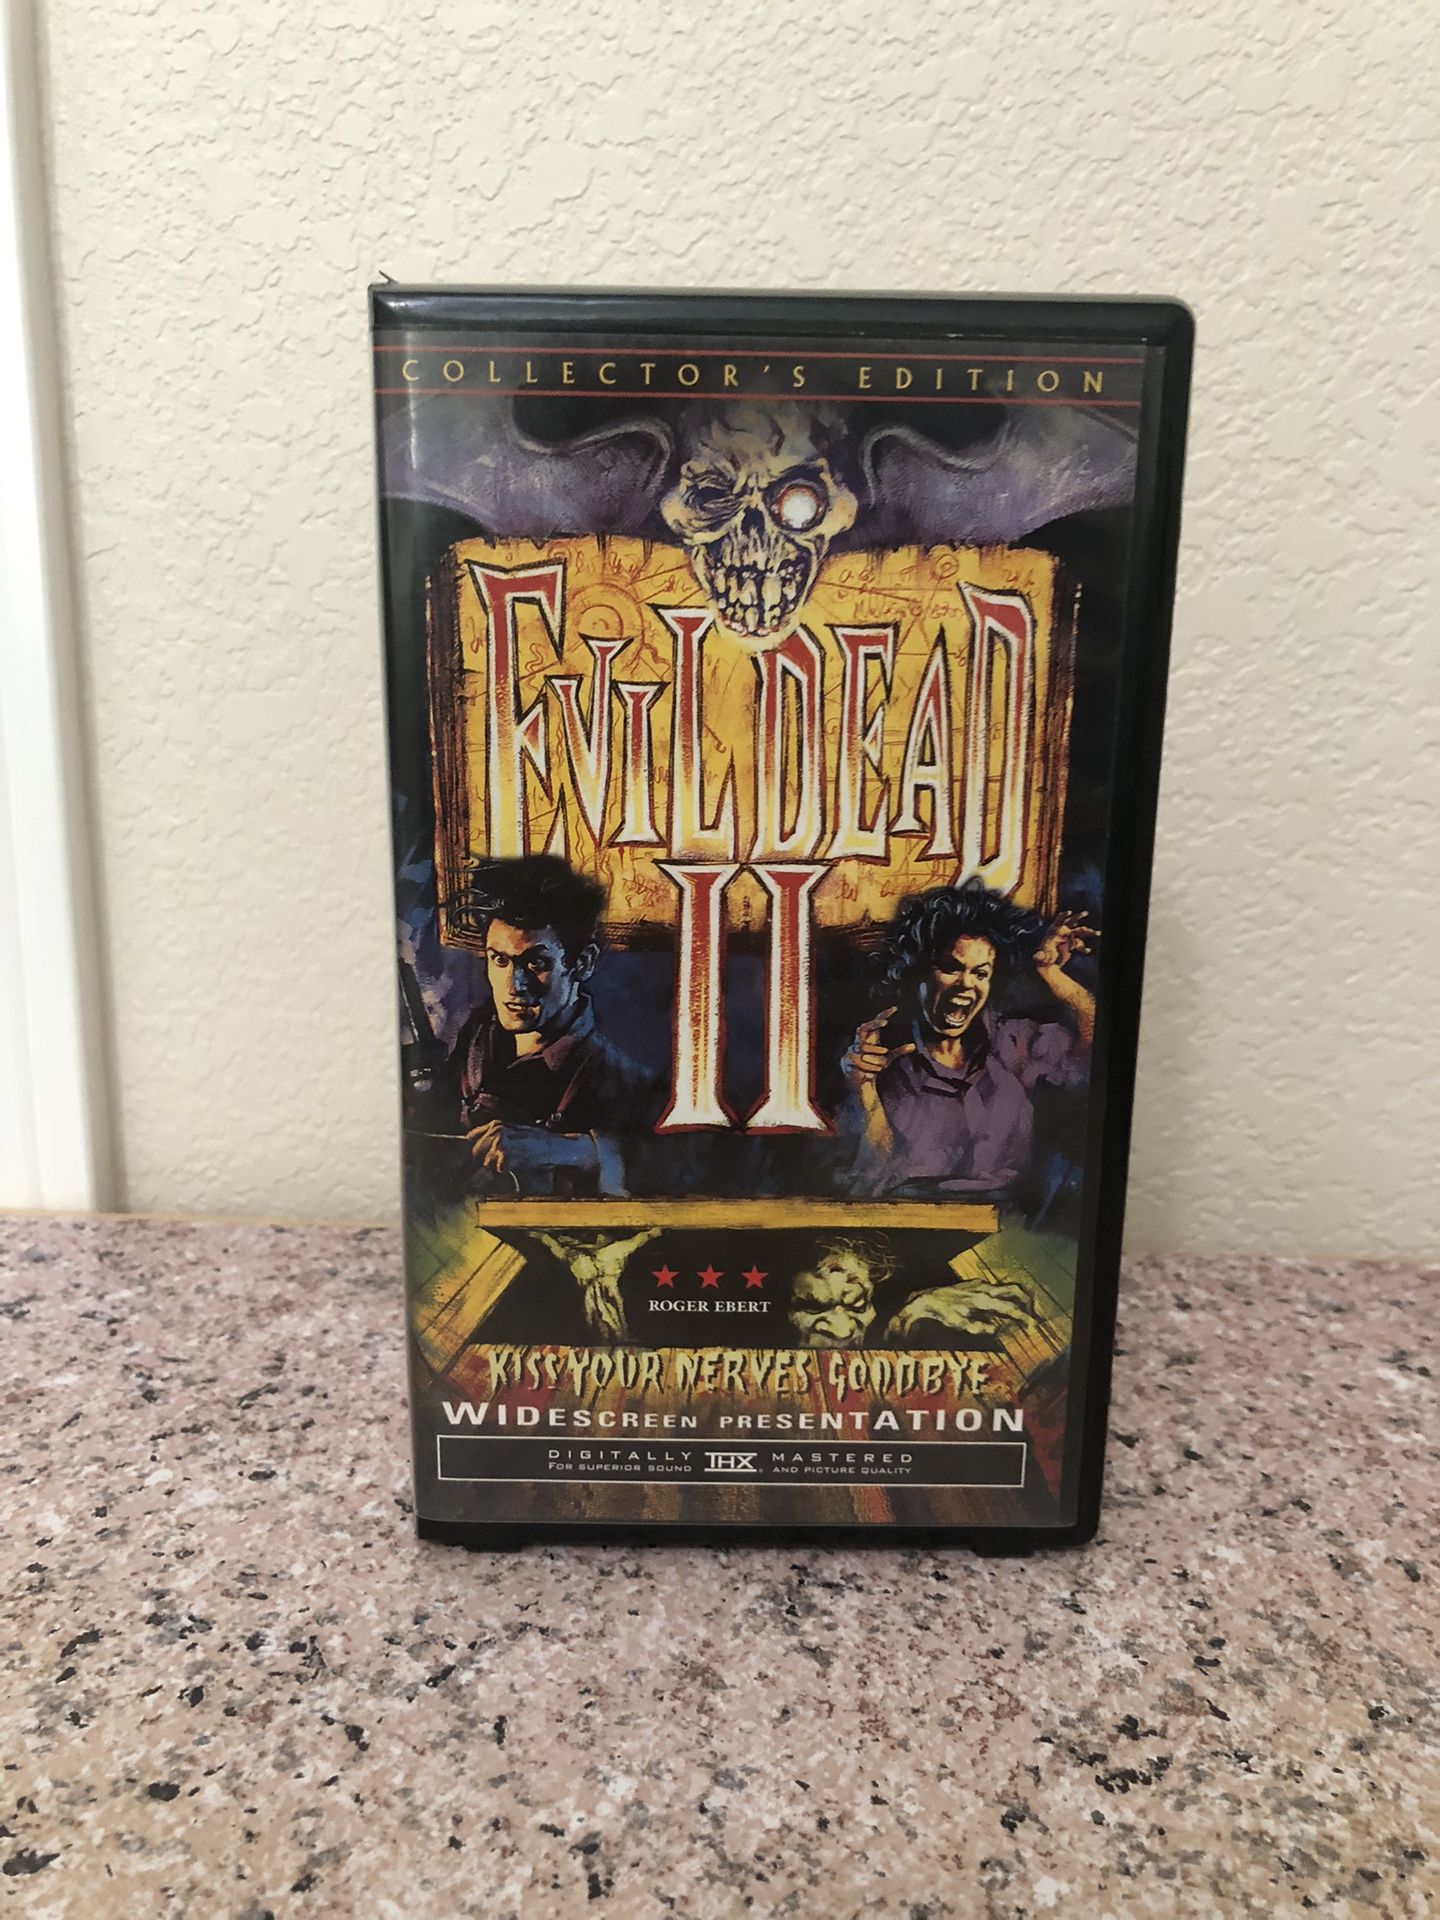 COLLECTOR'S EDITION
EVIL DEAD
II
★ ★ ★
ROGER EBERT
KISS YOUR NERVES GOODBYE
WIDESCREEN PRESENTATION
DIGITALLY THX MASTERED
FOR SUPERIOR SOUND AND PICTURE QUALITY